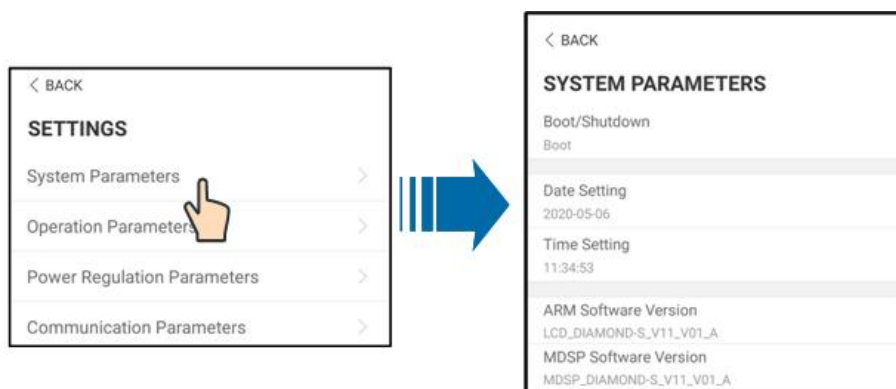 < BACK
SETTINGS
System Parameters
Operation Parameters
Power Regulation Parameters
Communication Parameters
< BACK
SYSTEM PARAMETERS
Boot/Shutdown
Boot
Date Setting
2020-05-06
Time Setting
11:34:53
ARM Software Version
LCD_DIAMOND-S_V11_V01_A
MDSP Software Version
MDSP_DIAMOND-S_V11_V01_A